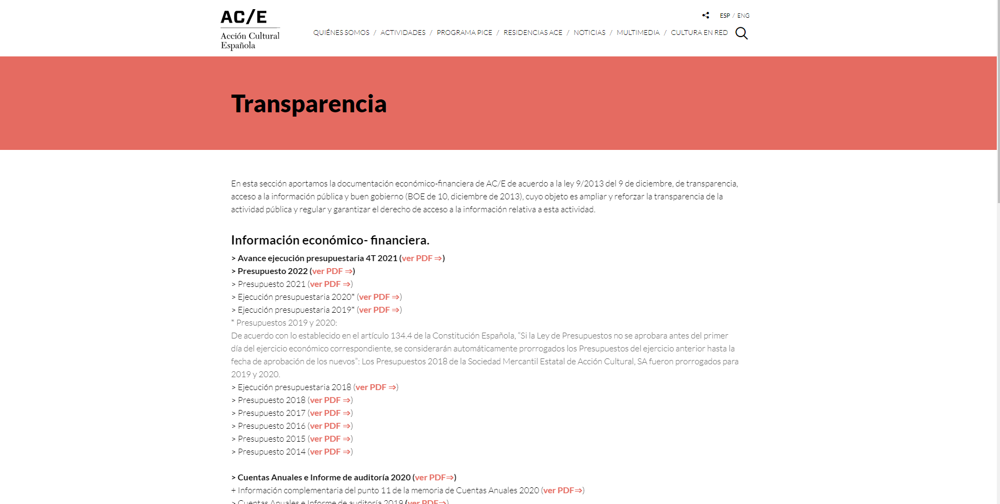 AC/E
Acción Cultural
Española
ESP / ENG
QUIÉNES SOMOS / ACTIVIDADES / PROGRAMA PICE / RESIDENCIAS ACE / NOTICIAS / MULTIMEDIA / CULTURA EN RED
Transparencia
En esta sección aportamos la documentación económico-financiera de AC/E de acuerdo a la ley 9/2013 del 9 de diciembre, de transparencia,
acceso a la información pública y buen gobierno (BOE de 10, diciembre de 2013), cuyo objeto es ampliar y reforzar la transparencia de la
actividad pública y regular y garantizar el derecho de acceso a la información relativa a esta actividad.
Información económico- financiera.
> Avance ejecución presupuestaria 4T 2021 (ver PDF ⇒)
> Presupuesto 2022 (ver PDF ⇒)
> Presupuesto 2021 (ver PDF ⇒)
> Ejecución presupuestaria 2020* (ver PDF ⇒)
> Ejecución presupuestaria 2019* (ver PDF ⇒)
* Presupuestos 2019 y 2020:
De acuerdo con lo establecido en el artículo 134.4 de la Constitución Española, “Si la Ley de Presupuestos no se aprobara antes del primer
día del ejercicio económico correspondiente, se considerarán automáticamente prorrogados los Presupuestos del ejercicio anterior hasta la
fecha de aprobación de los nuevos”: Los Presupuestos 2018 de la Sociedad Mercantil Estatal de Acción Cultural, SA fueron prorrogados para
2019 y 2020.
> Ejecución presupuestaria 2018 (ver PDF ⇒)
> Presupuesto 2018 (ver PDF ⇒)
> Presupuesto 2017 (ver PDF ⇒)
> Presupuesto 2016 (ver PDF ⇒)
> Presupuesto 2015 (ver PDF ⇒)
> Presupuesto 2014 (ver PDF ⇒)
> Cuentas Anuales e Informe de auditoría 2020 (ver PDF⇒)
+ Información complementaria del punto 11 de la memoria de Cuentas Anuales 2020 (ver PDF⇒)
> Cuentas Anuales e Informe de auditoría 2019 (ver PDF⇒)